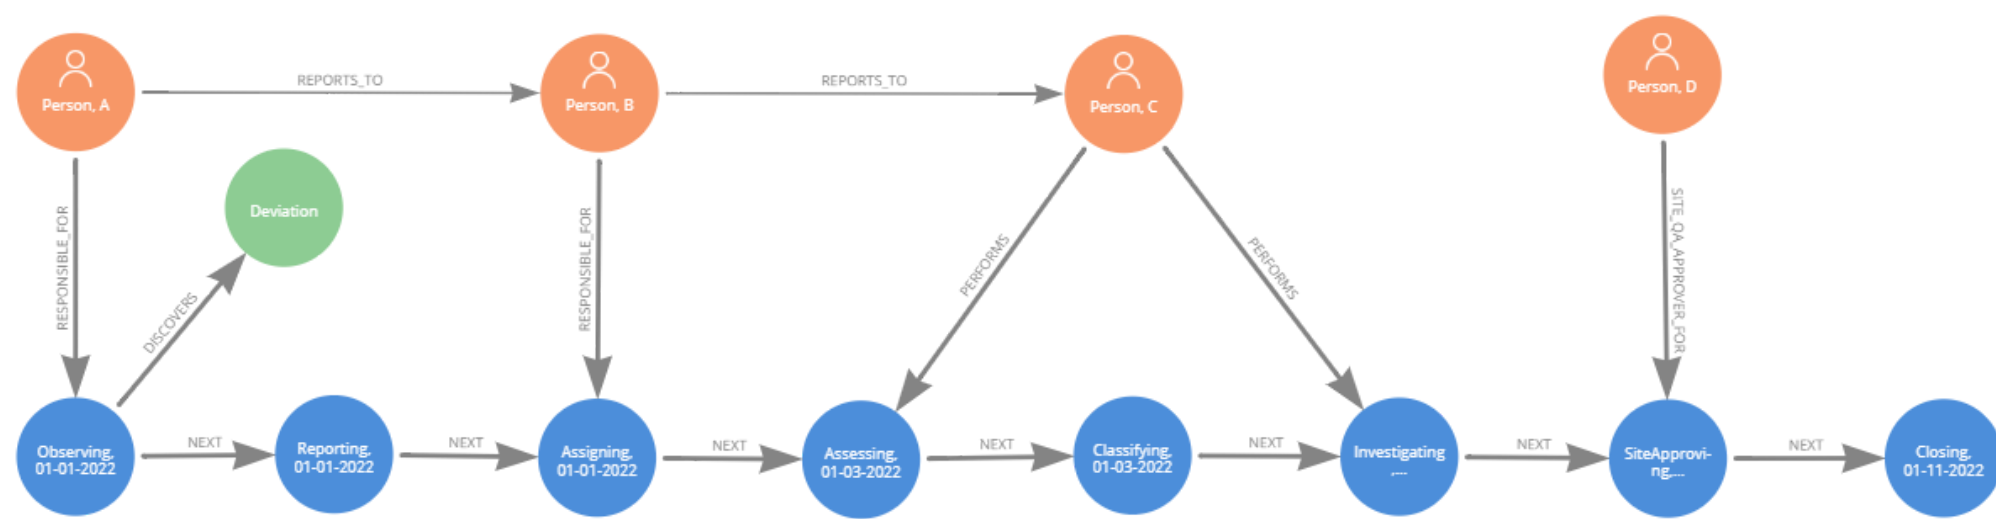 Person, A
REPORTS_TO
Person, B
REPORTS_TO
Person, C
Person, D
RESPONSIBLE_FOR
DISCOVERS
Deviation
RESPONSIBLE_FOR
PERFORMS
PERFORMS
SITE_QA_APPROVER_FOR
Observing,
01-01-2022
NEXT
Reporting,
01-01-2022
NEXT
Assigning,
01-01-2022
NEXT
Assessing,
01-03-2022
NEXT
Classifying,
01-03-2022
NEXT
Investigating
,...
NEXT
SiteApprovi-
ng,...
NEXT
Closing,
01-11-2022